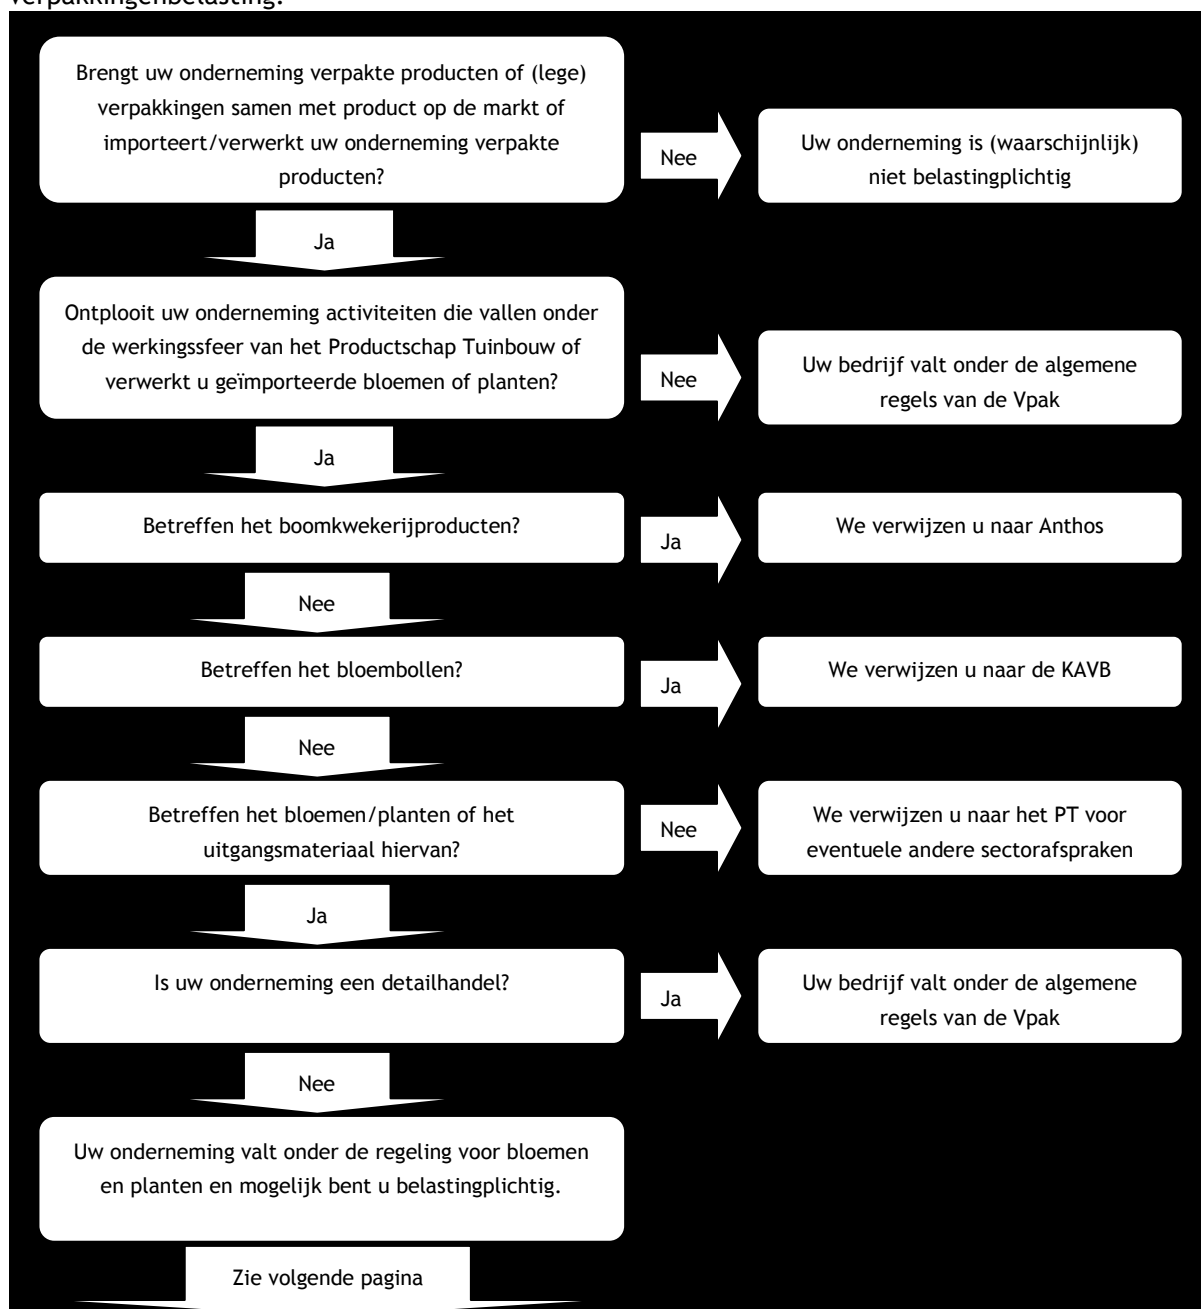 verpakkingenbelasting.
Brengt uw onderneming verpakte producten of (lege)
verpakkingen samen met product op de markt of
importeert/verwerkt uw onderneming verpakte
producten?
Nee
Uw onderneming is (waarschijnlijk)
niet belastingplichtig
Ja
Ontplooit uw onderneming activiteiten die vallen onder
de werkingssfeer van het Productschap Tuinbouw of
verwerkt u geïmporteerde bloemen of planten?
Nee
Uw bedrijf valt onder de algemene
regels van de Vpak
Ja
Betreffen het boomkwekerijproducten?
Ja
We verwijzen u naar Anthos
Nee
Betreffen het bloembollen?
Ja
We verwijzen u naar de KAVB
Nee
Betreffen het bloemen/planten of het
uitgangsmateriaal hiervan?
Nee
We verwijzen u naar het PT voor
eventuele andere sectorafspraken
Ja
Is uw onderneming een detailhandel?
Ja
Uw bedrijf valt onder de algemene
regels van de Vpak
Nee
Uw onderneming valt onder de regeling voor bloemen
en planten en mogelijk bent u belastingplichtig.
Zie volgende pagina